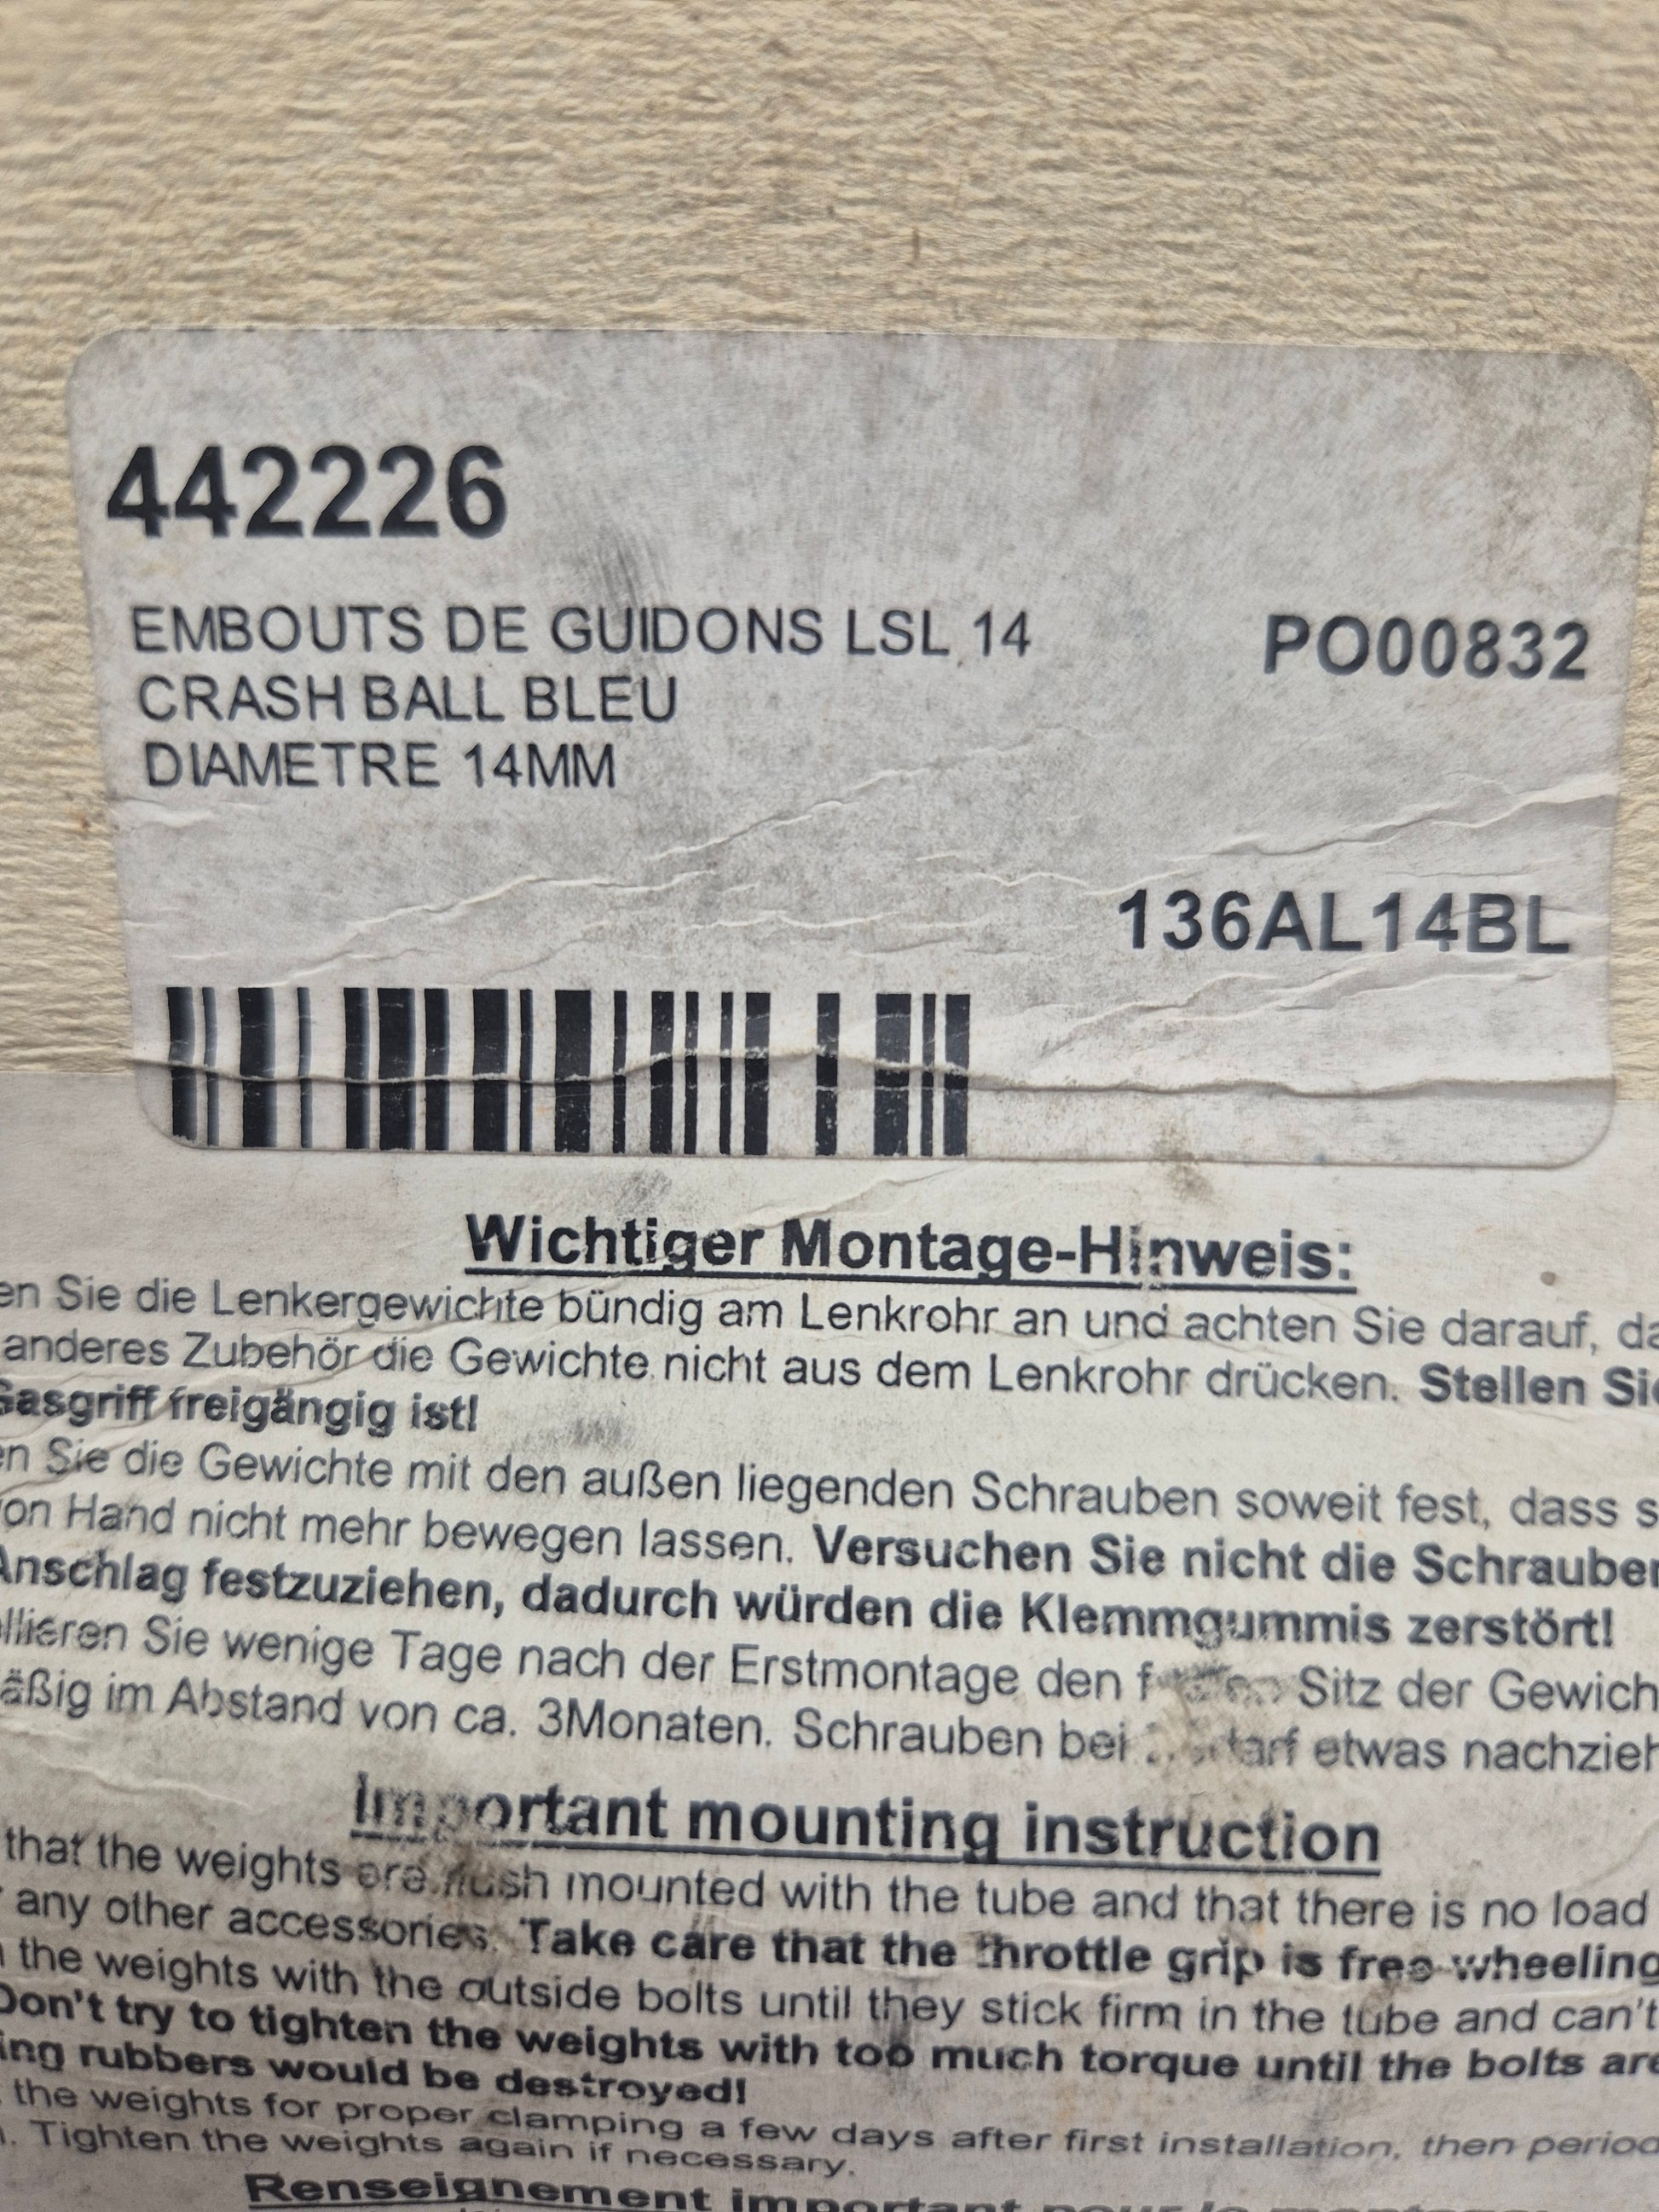 442226
EMBOUTS DE GUIDONS LSL 14
PO00832
CRASH BALL BLEU
DIAMETRE 14MM
136AL14BL
Wichtiger Montage-Hinweis:
en Sie die Lenkergewichte bündig am Lenkrohr an und achten Sie darauf, da
anderes Zubehör die Gewichte nicht aus dem Lenkrohr drücken. Stellen Sie
Gasgriff freigängig ist!
en Sie die Gewichte mit den außen liegenden Schrauben soweit fest, dass s
von Hand nicht mehr bewegen lassen. Versuchen Sie nicht die Schrauben
Anschlag festzuziehen, dadurch würden die Klemmgummis zerstört!
ollieren Sie wenige Tage nach der Erstmontage den Sitz der Gewich
äßig im Abstand von ca. 3Monaten. Schrauben bei etwas nachzieh
Important mounting instruction
that the weights are flush mounted with the tube and that there is no load
any other accessories. Take care that the throttle grip is free wheeling
the weights with the outside bolts until they stick firm in the tube and can't
Don't try to tighten the weights with too much torque until the bolts are
ing rubbers would be destroyed!
the weights for proper clamping a few days after first installation, then period
. Tighten the weights again if necessary.
Renseignement important pour le